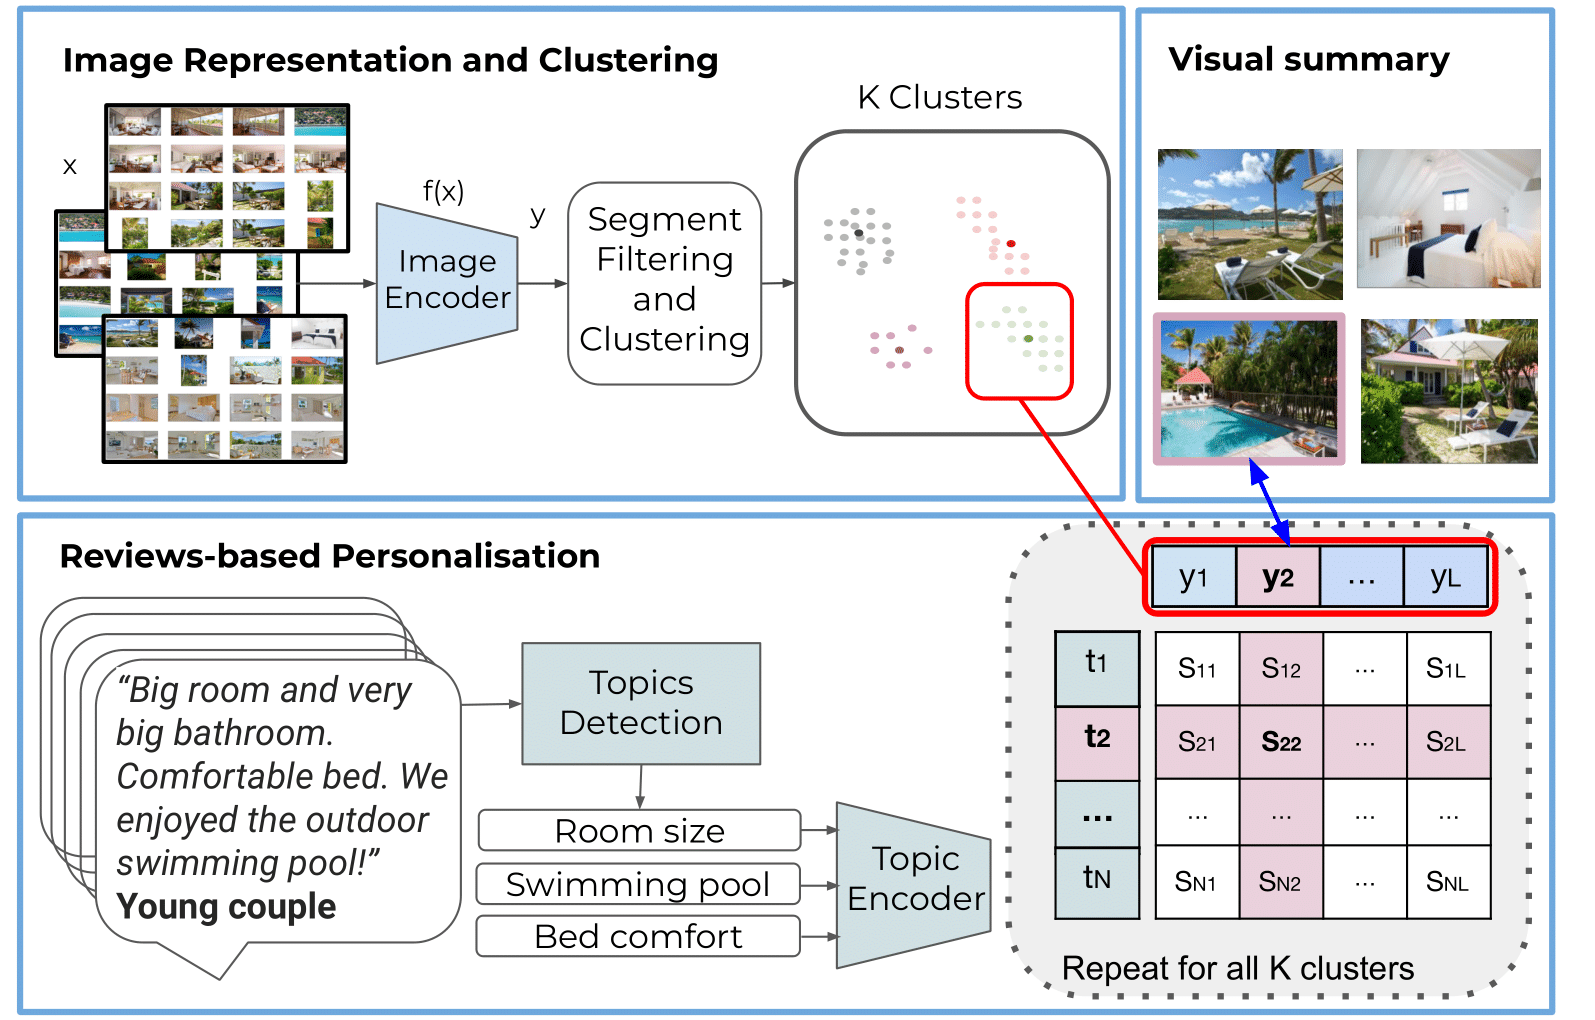 Image Representation and Clustering
x
f(x)
Image
Encoder
y
Segment
Filtering
and
Clustering
K Clusters
Visual summary
Reviews-based Personalisation
“Big room and very
big bathroom.
Comfortable bed. We
enjoyed the outdoor
swimming pool!”
Young couple
Topics
Detection
Room size
Swimming pool
Bed comfort
Topic
Encoder
y1 y2 ... yL
t1 S11 S12 ... S1L
t2 S21 S22 ... S2L
... ... ... ... ...
tN SN1 SN2 ... SNL
Repeat for all K clusters